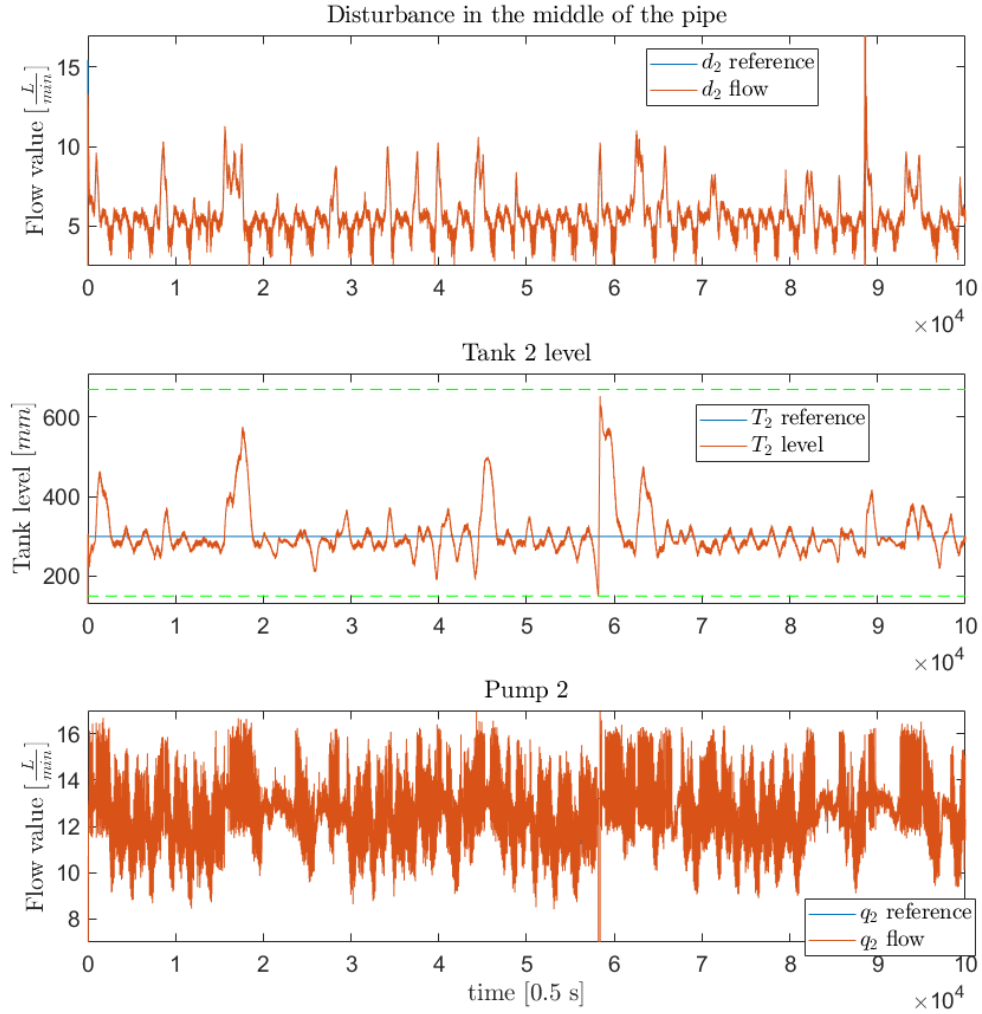 Disturbance in the middle of the pipe
Flow value [L/min]
15
10
5
d2 reference
d2 flow
0 1 2 3 4 5 6 7 8 9 10
×10^4
Tank 2 level
Tank level [mm]
600
400
200
T2 reference
T2 level
0 1 2 3 4 5 6 7 8 9 10
×10^4
Pump 2
Flow value [L/min]
16
14
12
10
8
q2 reference
q2 flow
0 1 2 3 4 5 6 7 8 9 10
time [0.5 s]
×10^4